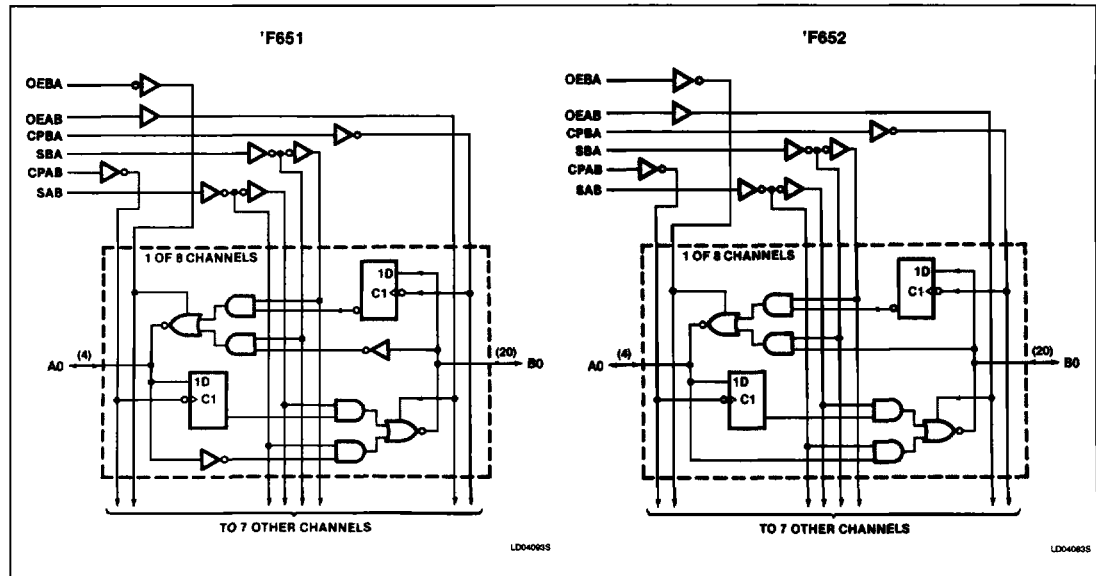 'F651
OEBA
OEAB
CPBA
SBA
CPAB
SAB
1 OF 8 CHANNELS
1D
C1
A0
(4)
(20)
B0
1D
C1
TO 7 OTHER CHANNELS
LD04093S
'F652
OEBA
OEAB
CPBA
SBA
CPAB
SAB
1 OF 8 CHANNELS
1D
C1
A0
(4)
(20)
B0
1D
C1
TO 7 OTHER CHANNELS
LD04083S